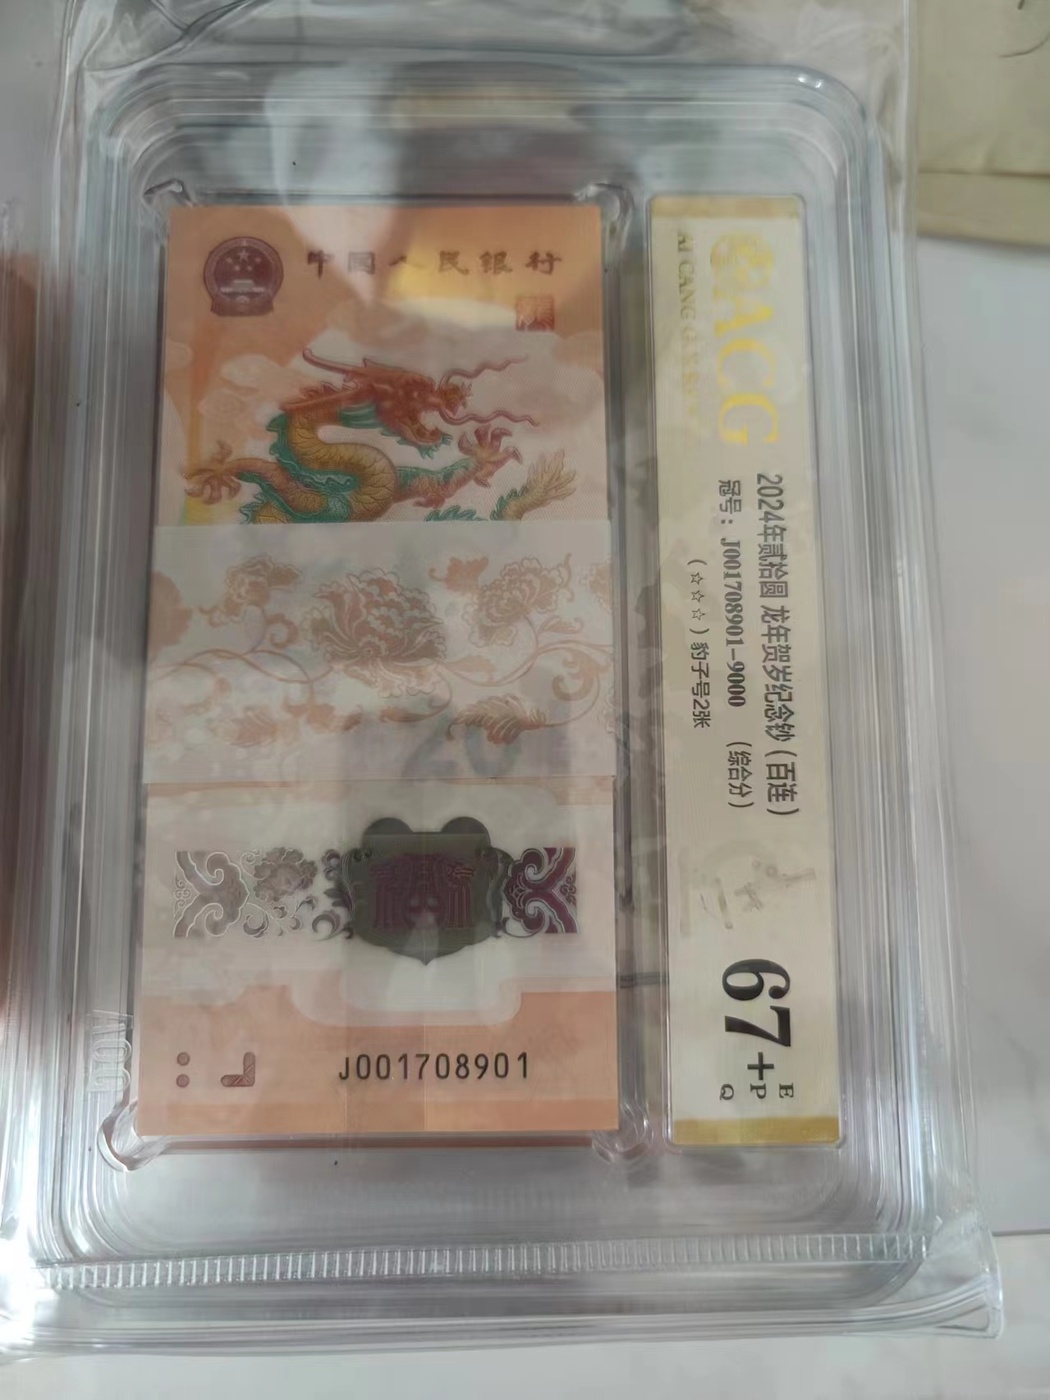 中国人民银行
20
J001708901
ACG
2024年贰拾圆 龙年贺岁纪念钞 (百连)
冠号: J001708901-9000 (综合分)
(☆☆☆) 豹子号2张
67+
E
P
Q
ACG